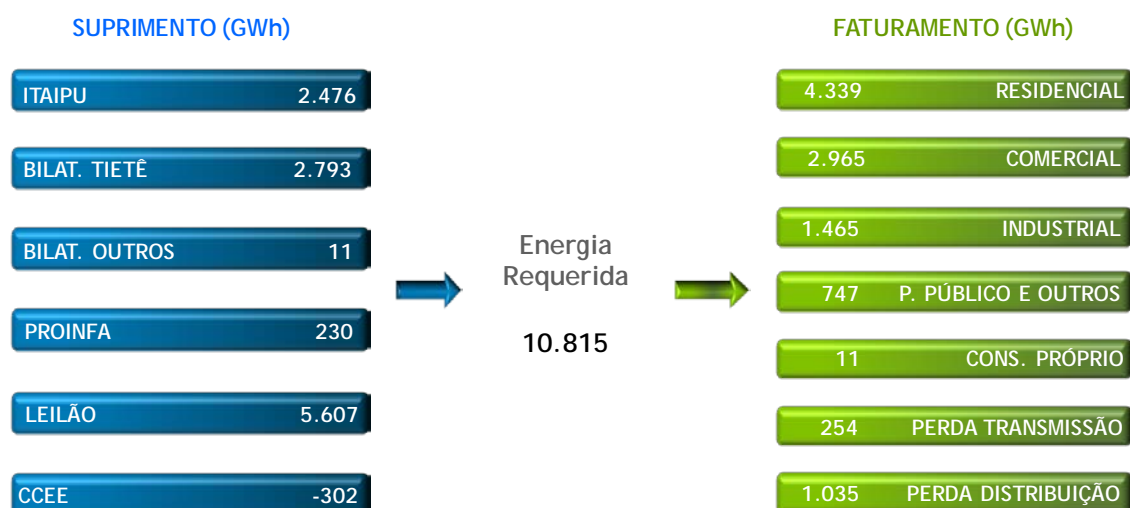 SUPRIMENTO (GWh)
ITAIPU 2.476
BILAT. TIETÊ 2.793
BILAT. OUTROS 11
PROINFA 230
LEILÃO 5.607
CCEE -302
Energia
Requerida
10.815
FATURAMENTO (GWh)
4.339 RESIDENCIAL
2.965 COMERCIAL
1.465 INDUSTRIAL
747 P. PÚBLICO E OUTROS
11 CONS. PRÓPRIO
254 PERDA TRANSMISSÃO
1.035 PERDA DISTRIBUIÇÃO